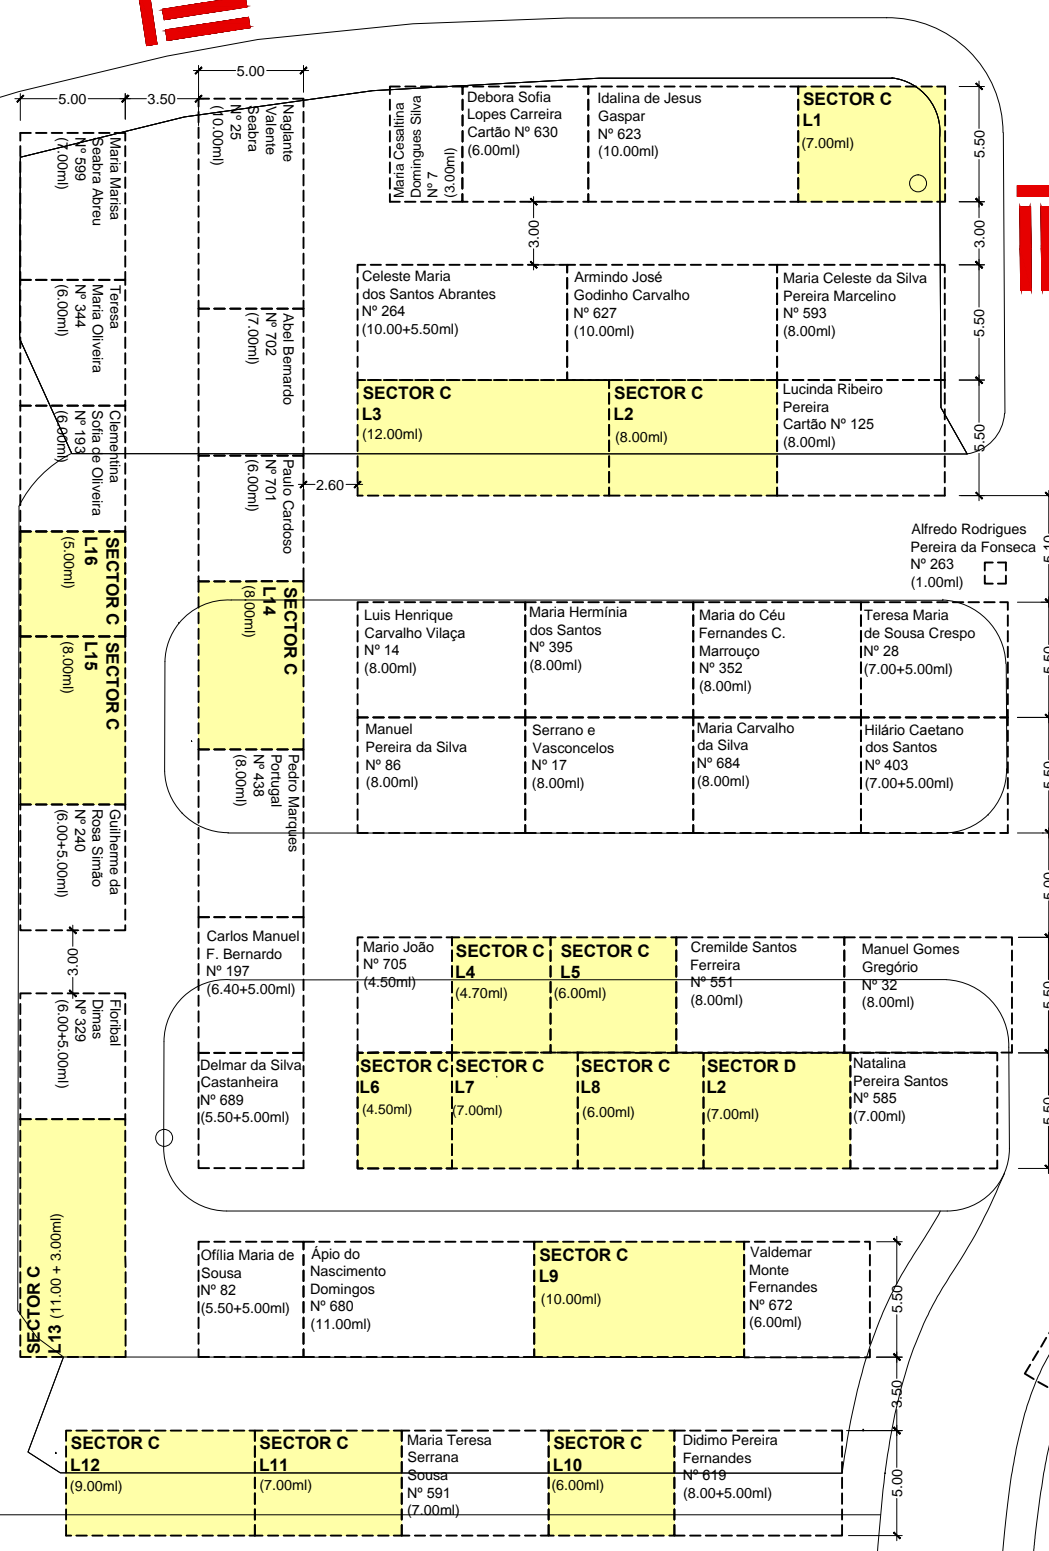 5.00
5.00
3.50
Maria Marisa
Seabra Abreu
Nº 599
(7.00ml)
Teresa
Maria Oliveira
Nº 344
(6.00ml)
Clementina
Sofia de Oliveira
Nº 193
(6.00ml)
SECTOR C
L16
(5.00ml)
SECTOR C
L15
(8.00ml)
Guilherme da
Rosa Simão
Nº 240
(6.00+5.00ml)
3.00
Floribal
Dimas
Nº 329
(6.00+5.00ml)
SECTOR C
L13 (11.00 + 3.00ml)
Naglante
Valente
Seabra
Nº 25
(10.00ml)
Abel Bernardo
Nº 702
(7.00ml)
Paulo Cardoso
Nº 701
(6.00ml)
2.60
SECTOR C
L14
(8.00ml)
Pedro Marques
Portugal
Nº 438
(8.00ml)
Carlos Manuel
F. Bernardo
Nº 197
(6.40+5.00ml)
Delmar da Silva
Castanheira
Nº 689
(5.50+5.00ml)
Maria Cesaltina
Domingues Silva
Nº 7
(3.00ml)
Debora Sofia
Lopes Carreira
Cartão Nº 630
(6.00ml)
Idalina de Jesus
Gaspar
Nº 623
(10.00ml)
SECTOR C
L1
(7.00ml)
5.50
3.00
3.00
Celeste Maria
dos Santos Abrantes
Nº 264
(10.00+5.50ml)
Armindo José
Godinho Carvalho
Nº 627
(10.00ml)
Maria Celeste da Silva
Pereira Marcelino
Nº 593
(8.00ml)
5.50
SECTOR C
L3
(12.00ml)
SECTOR C
L2
(8.00ml)
Lucinda Ribeiro
Pereira
Cartão Nº 125
(8.00ml)
5.50
Alfredo Rodrigues
Pereira da Fonseca
Nº 263
(1.00ml)
5.10
Luis Henrique
Carvalho Vilaça
Nº 14
(8.00ml)
Maria Hermínia
dos Santos
Nº 395
(8.00ml)
Maria do Céu
Fernandes C.
Marrouço
Nº 352
(8.00ml)
Teresa Maria
de Sousa Crespo
Nº 28
(7.00+5.00ml)
5.50
Manuel
Pereira da Silva
Nº 86
(8.00ml)
Serrano e
Vasconcelos
Nº 17
(8.00ml)
Maria Carvalho
da Silva
Nº 684
(8.00ml)
Hilário Caetano
dos Santos
Nº 403
(7.00+5.00ml)
5.50
5.00
Mario João
Nº 705
(4.50ml)
SECTOR C
L4
(4.70ml)
SECTOR C
L5
(6.00ml)
Cremilde Santos
Ferreira
Nº 551
(8.00ml)
Manuel Gomes
Gregório
Nº 32
(8.00ml)
5.50
SECTOR C
L6
(4.50ml)
SECTOR C
L7
(7.00ml)
SECTOR C
L8
(6.00ml)
SECTOR D
L2
(7.00ml)
Natalina
Pereira Santos
Nº 585
(7.00ml)
5.50
Ofília Maria de
Sousa
Nº 82
(5.50+5.00ml)
Ápio do
Nascimento
Domingos
Nº 680
(11.00ml)
SECTOR C
L9
(10.00ml)
Valdemar
Monte
Fernandes
Nº 672
(6.00ml)
5.50
3.50
SECTOR C
L12
(9.00ml)
SECTOR C
L11
(7.00ml)
Maria Teresa
Serrana
Sousa
Nº 591
(7.00ml)
SECTOR C
L10
(6.00ml)
Didimo Pereira
Fernandes
Nº 619
(8.00+5.00ml)
5.00